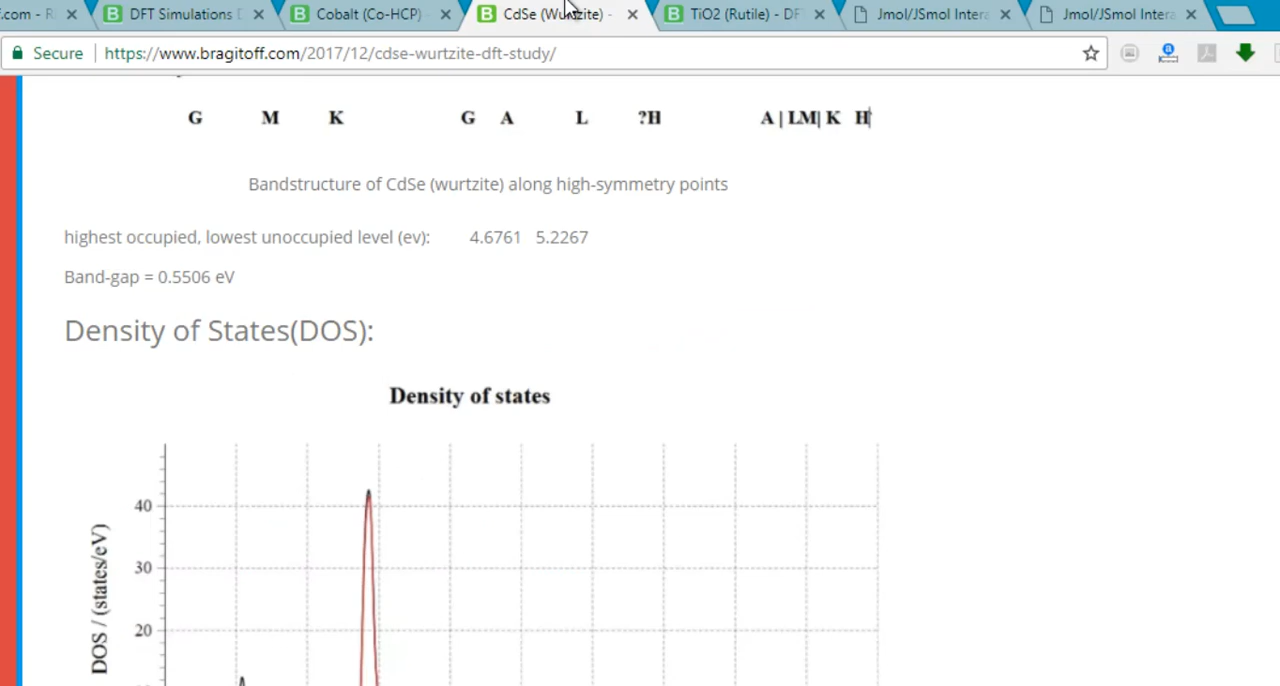 f.com - R
DFT Simulations
Cobalt (Co-HCP)
CdSe (Wurtzite) -
TiO2 (Rutile) - DF
Jmol/JSmol Intera
Jmol/JSmol Intera
Secure
https://www.bragitoff.com/2017/12/cdse-wurtzite-dft-study/
G M K G A L ?H A | LM| K H|
Bandstructure of CdSe (wurtzite) along high-symmetry points
highest occupied, lowest unoccupied level (ev): 4.6761 5.2267
Band-gap = 0.5506 eV
Density of States(DOS):
Density of states
40
30
20
DOS / (states/eV)